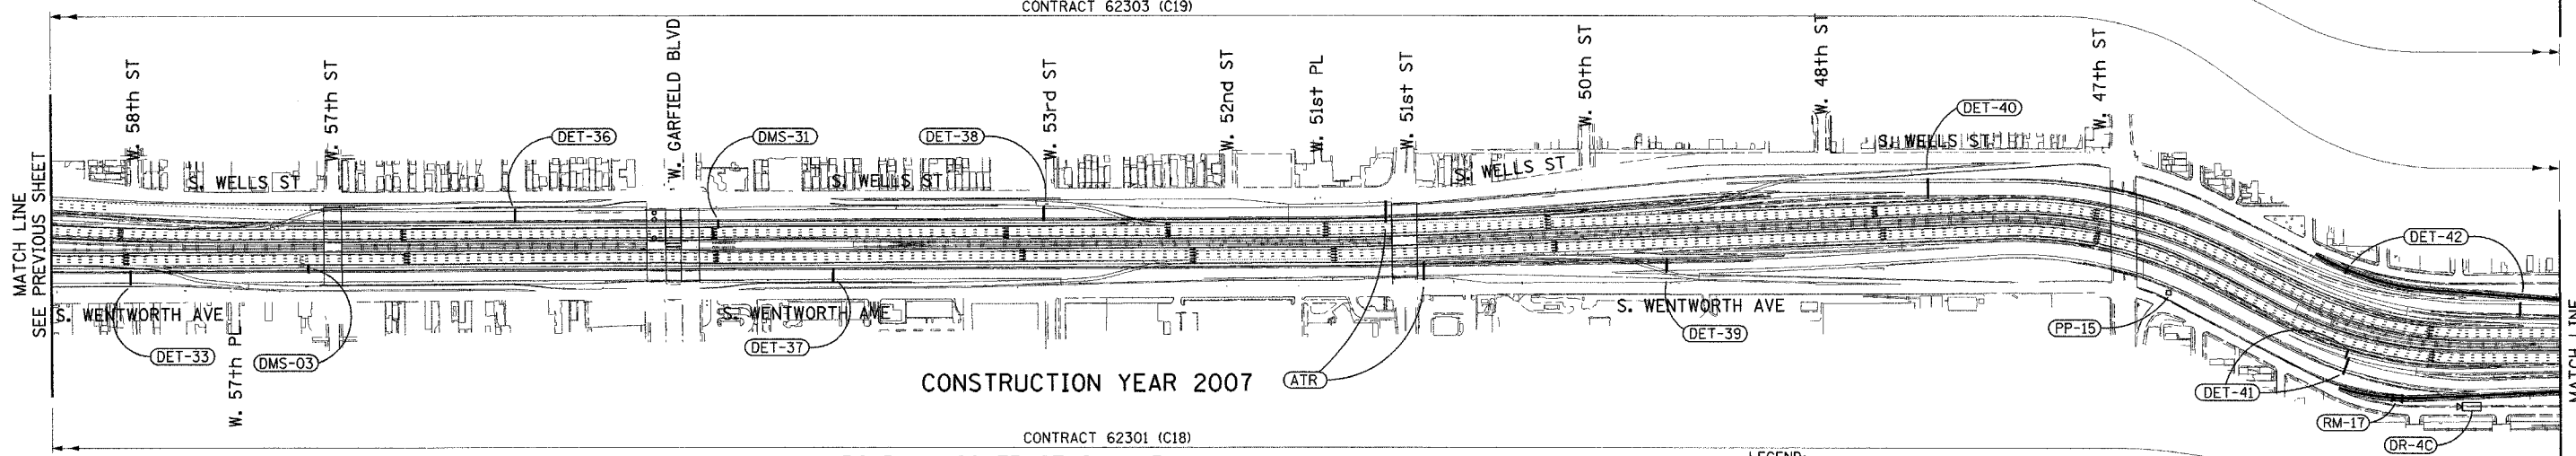 CONTRACT 62303 (C19)
W. 58th ST
W. 57th ST
W. GARFIELD BLVD
W. 53rd ST
W. 52nd ST
W. 51st PL
W. 51st ST
W. 50th ST
W. 48th ST
W. 47th ST
DET-36
DMS-31
DET-38
DET-40
S. WELLS ST
S. WELLS ST
S. WELLS ST
S. WELLS ST
MATCH LINE
SEE PREVIOUS SHEET
DET-42
S. WENTWORTH AVE
S. WENTWORTH AVE
S. WENTWORTH AVE
DET-33
DMS-03
W. 57th PL
DET-37
DET-39
PP-15
CONSTRUCTION YEAR 2007
ATR
DET-41
RM-17
DR-4C
MATCH LINE
CONTRACT 62301 (C18)
LEGEND: